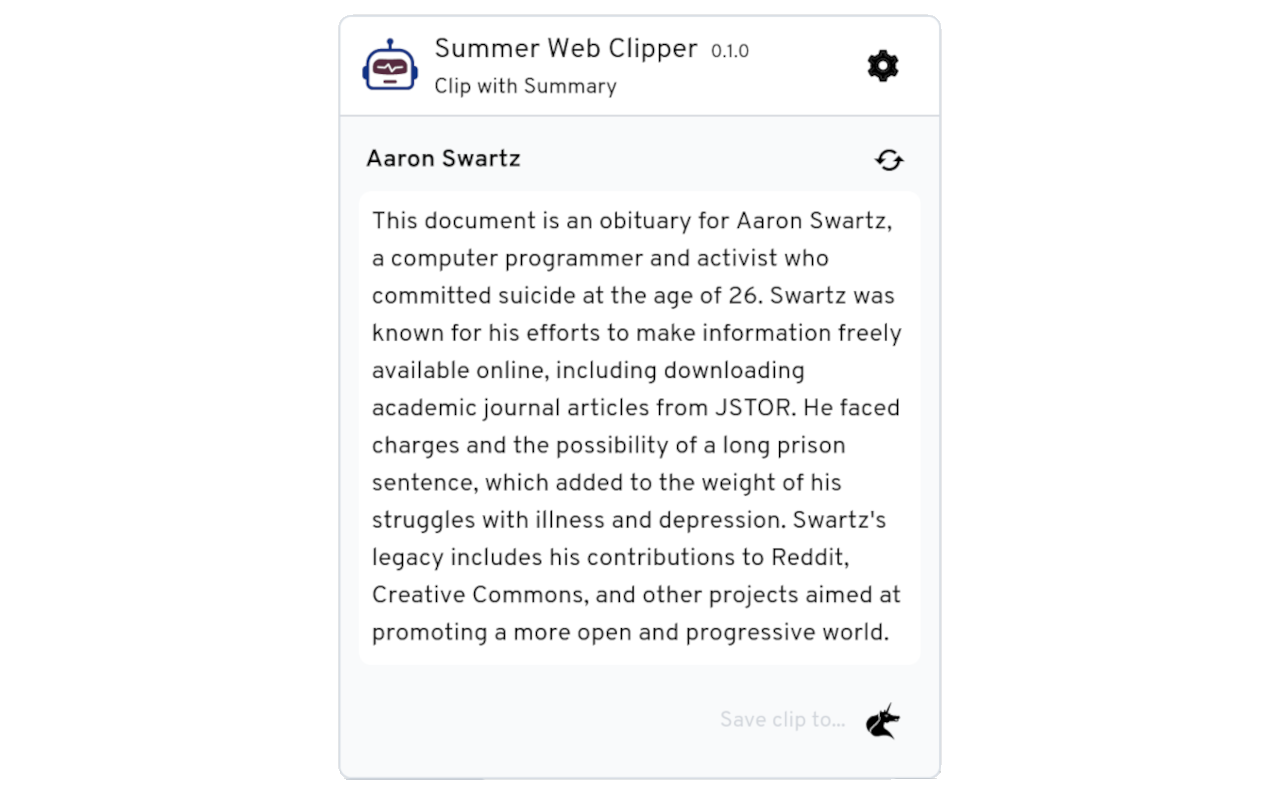 Summer Web Clipper 0.1.0
Clip with Summary
Aaron Swartz
This document is an obituary for Aaron Swartz,
a computer programmer and activist who
committed suicide at the age of 26. Swartz was
known for his efforts to make information freely
available online, including downloading
academic journal articles from JSTOR. He faced
charges and the possibility of a long prison
sentence, which added to the weight of his
struggles with illness and depression. Swartz's
legacy includes his contributions to Reddit,
Creative Commons, and other projects aimed at
promoting a more open and progressive world.
Save clip to...